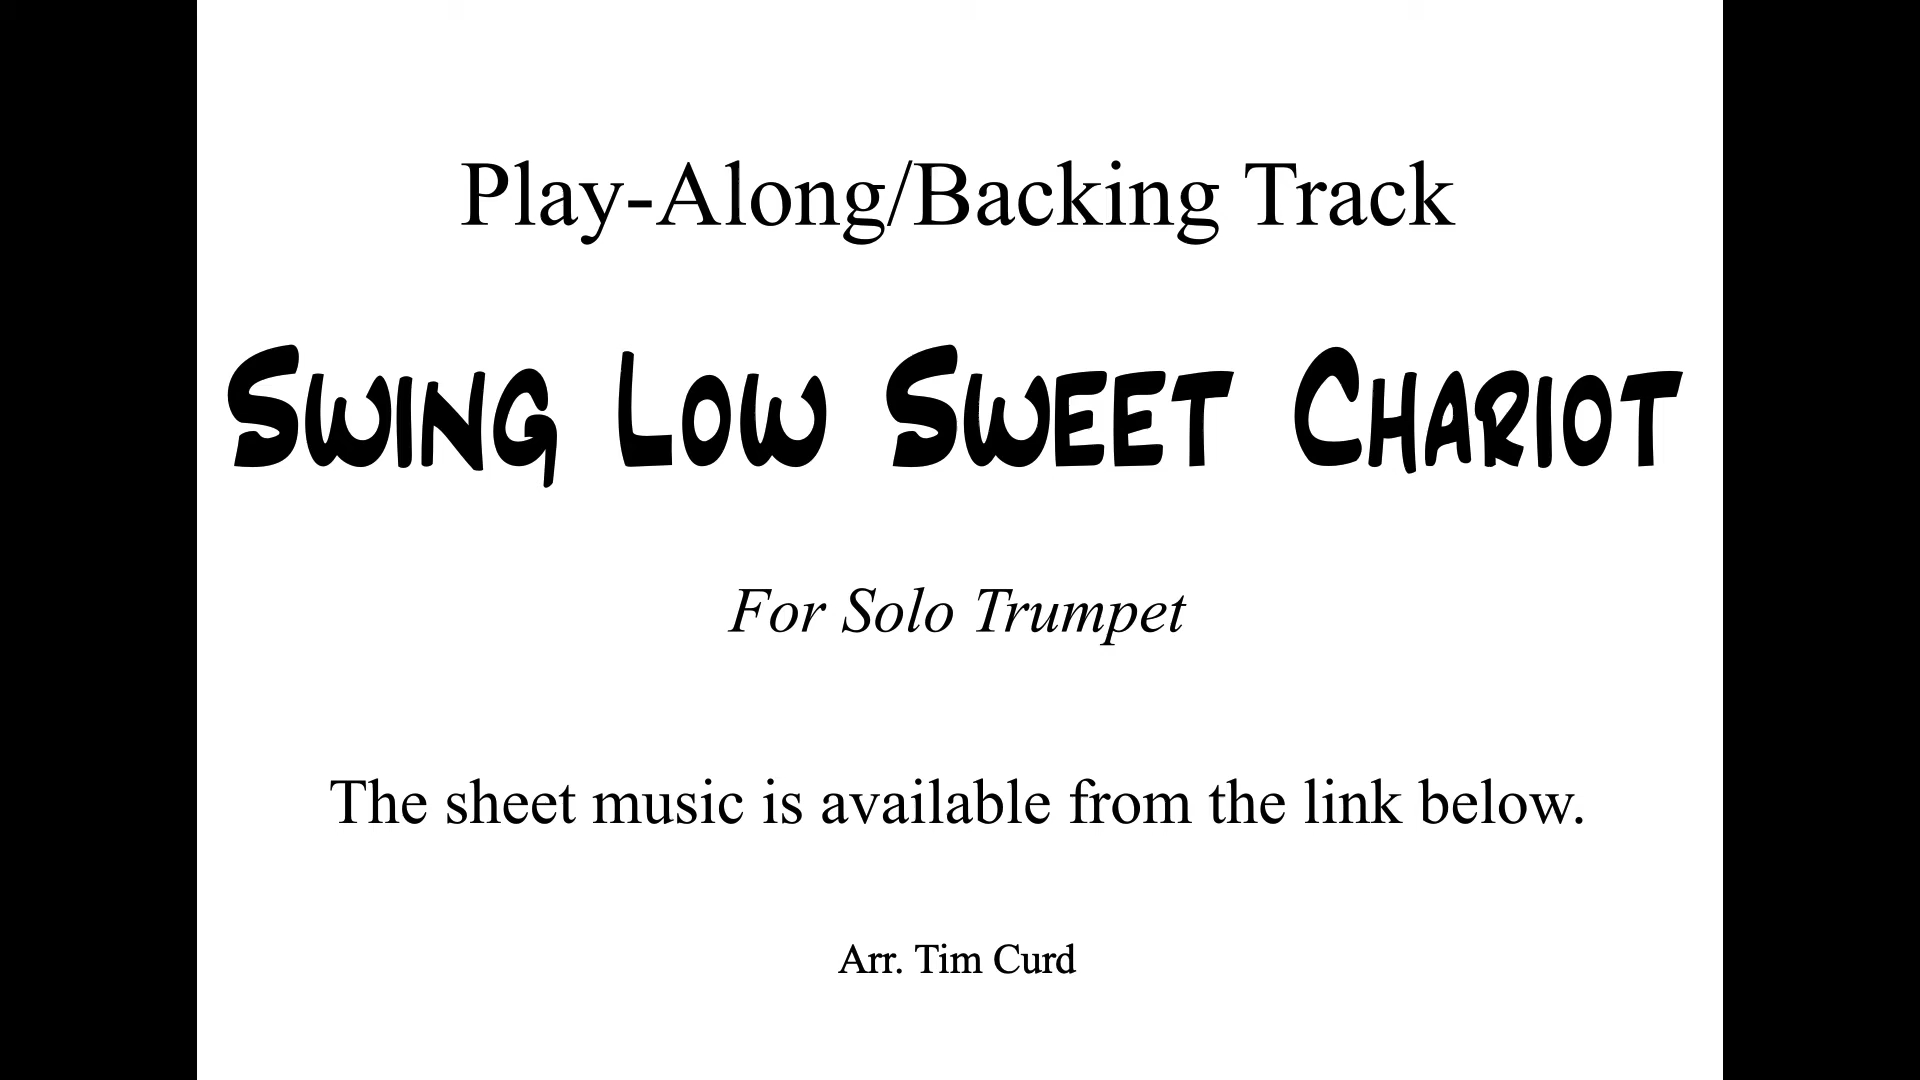 Play-Along/Backing Track
Swing Low Sweet Chariot
For Solo Trumpet
The sheet music is available from the link below.
Arr. Tim Curd